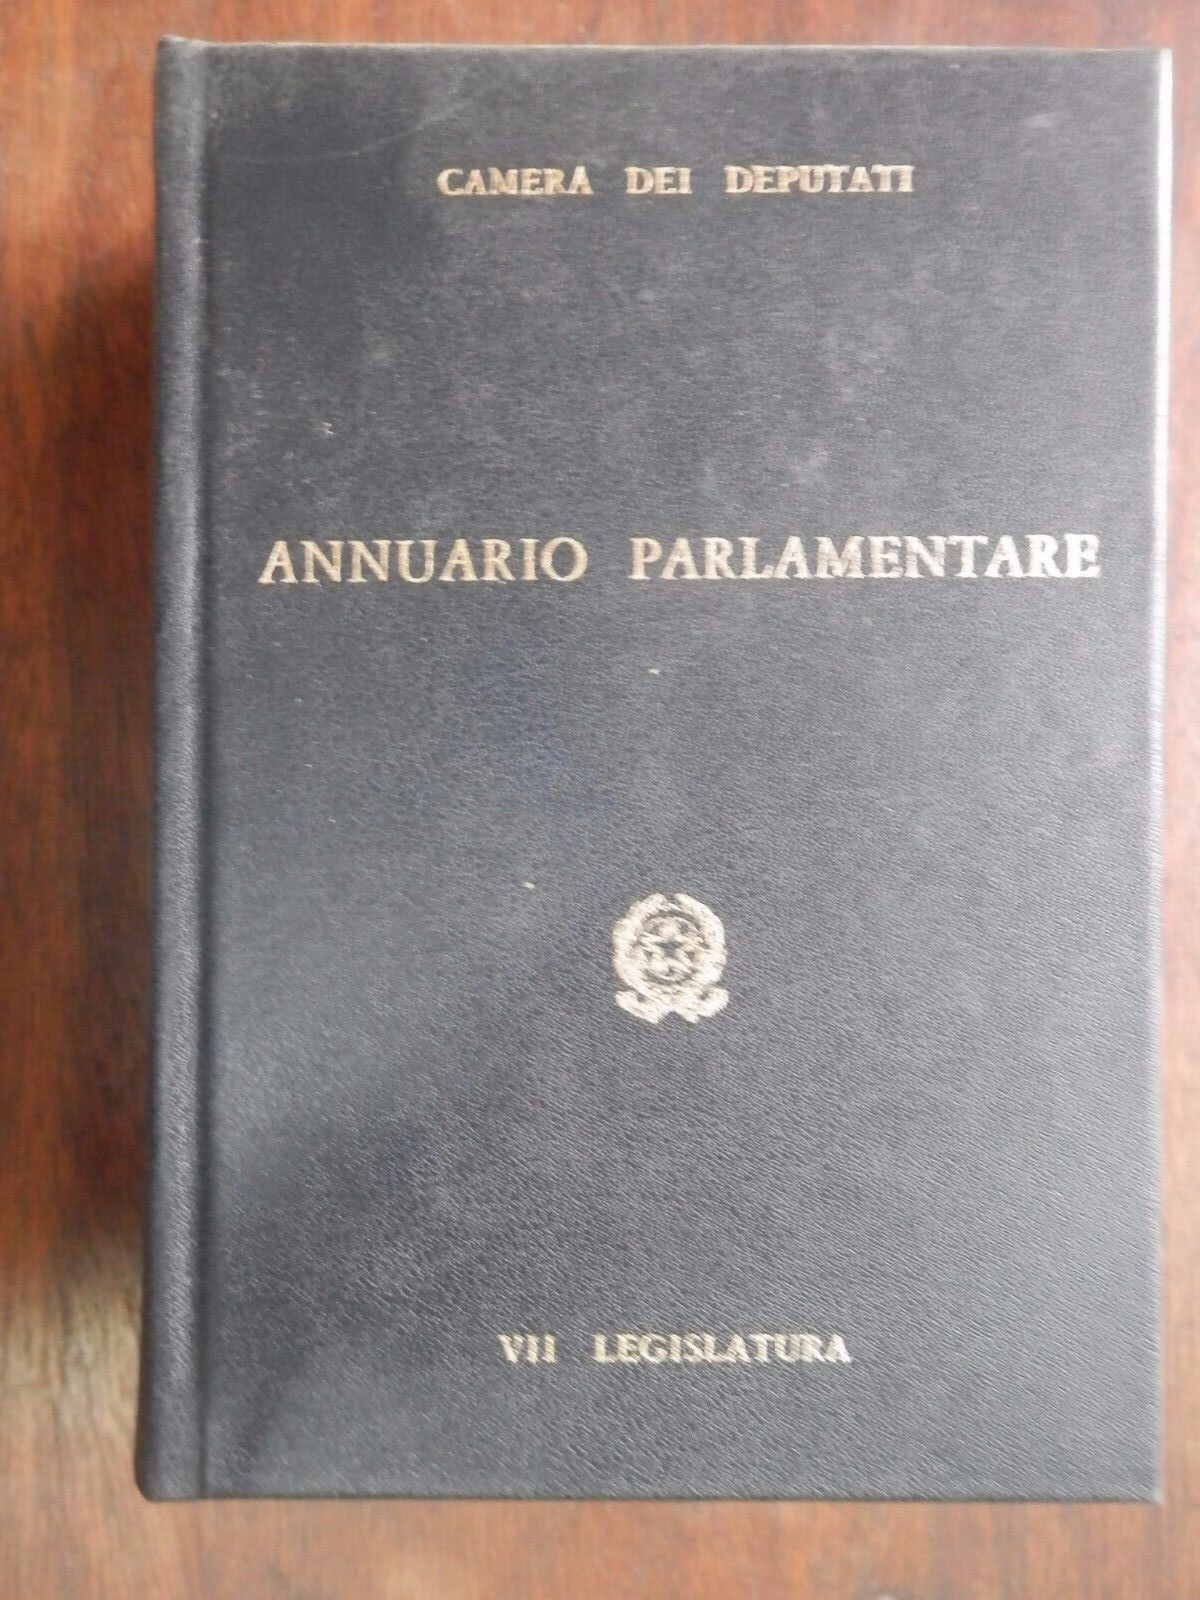 CAMERA DEI DEPUTATI
ANNUARIO PARLAMENTARE
VII LEGISLATURA